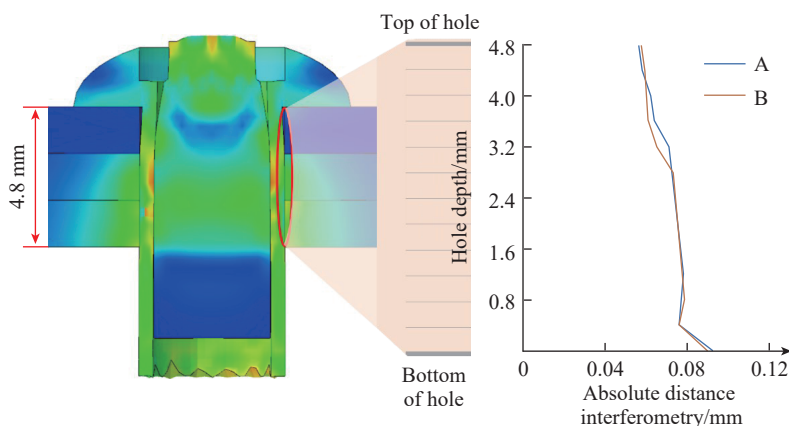 4.8 mm
Top of hole
Bottom
of hole
Hole depth/mm
4.8
4.0
3.2
2.4
1.6
0.8
0
0.04
0.08
0.12
Absolute distance
interferometry/mm
A
B